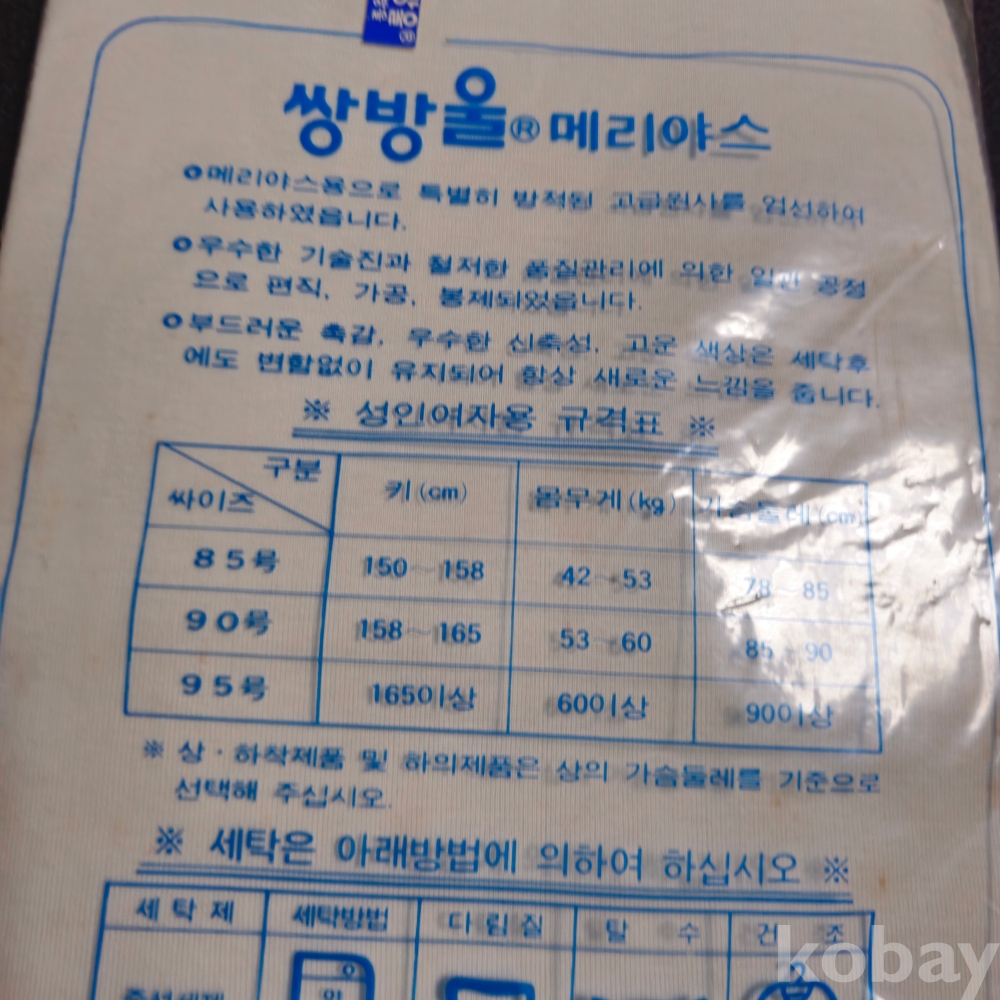 쌍방울® 메리야스
메리야스용으로 특별히 방적된 고급원사를 엄선하여
사용하였읍니다.
우수한 기술진과 철저한 품질관리에 의한 일관 공정
으로 편직, 가공, 봉제되었읍니다.
부드러운 촉감, 우수한 신축성, 고운 색상은 세탁후
에도 변함없이 유지되어 항상 새로운 느낌을 줍니다.
※ 성인여자용 규격표 ※
구분 싸이즈 키(cm) 몸무게(kg) 가슴둘레(cm)
85号 150~158 42~53 78~85
90号 158~165 53~60 85~90
95号 165이상 60이상 90이상
※ 상·하착제품 및 하의제품은 상의 가슴둘레를 기준으로
선택해 주십시오.
※ 세탁은 아래방법에 의하여 하십시오 ※
세탁제 세탁방법 다림질 탈수 건조
kobay